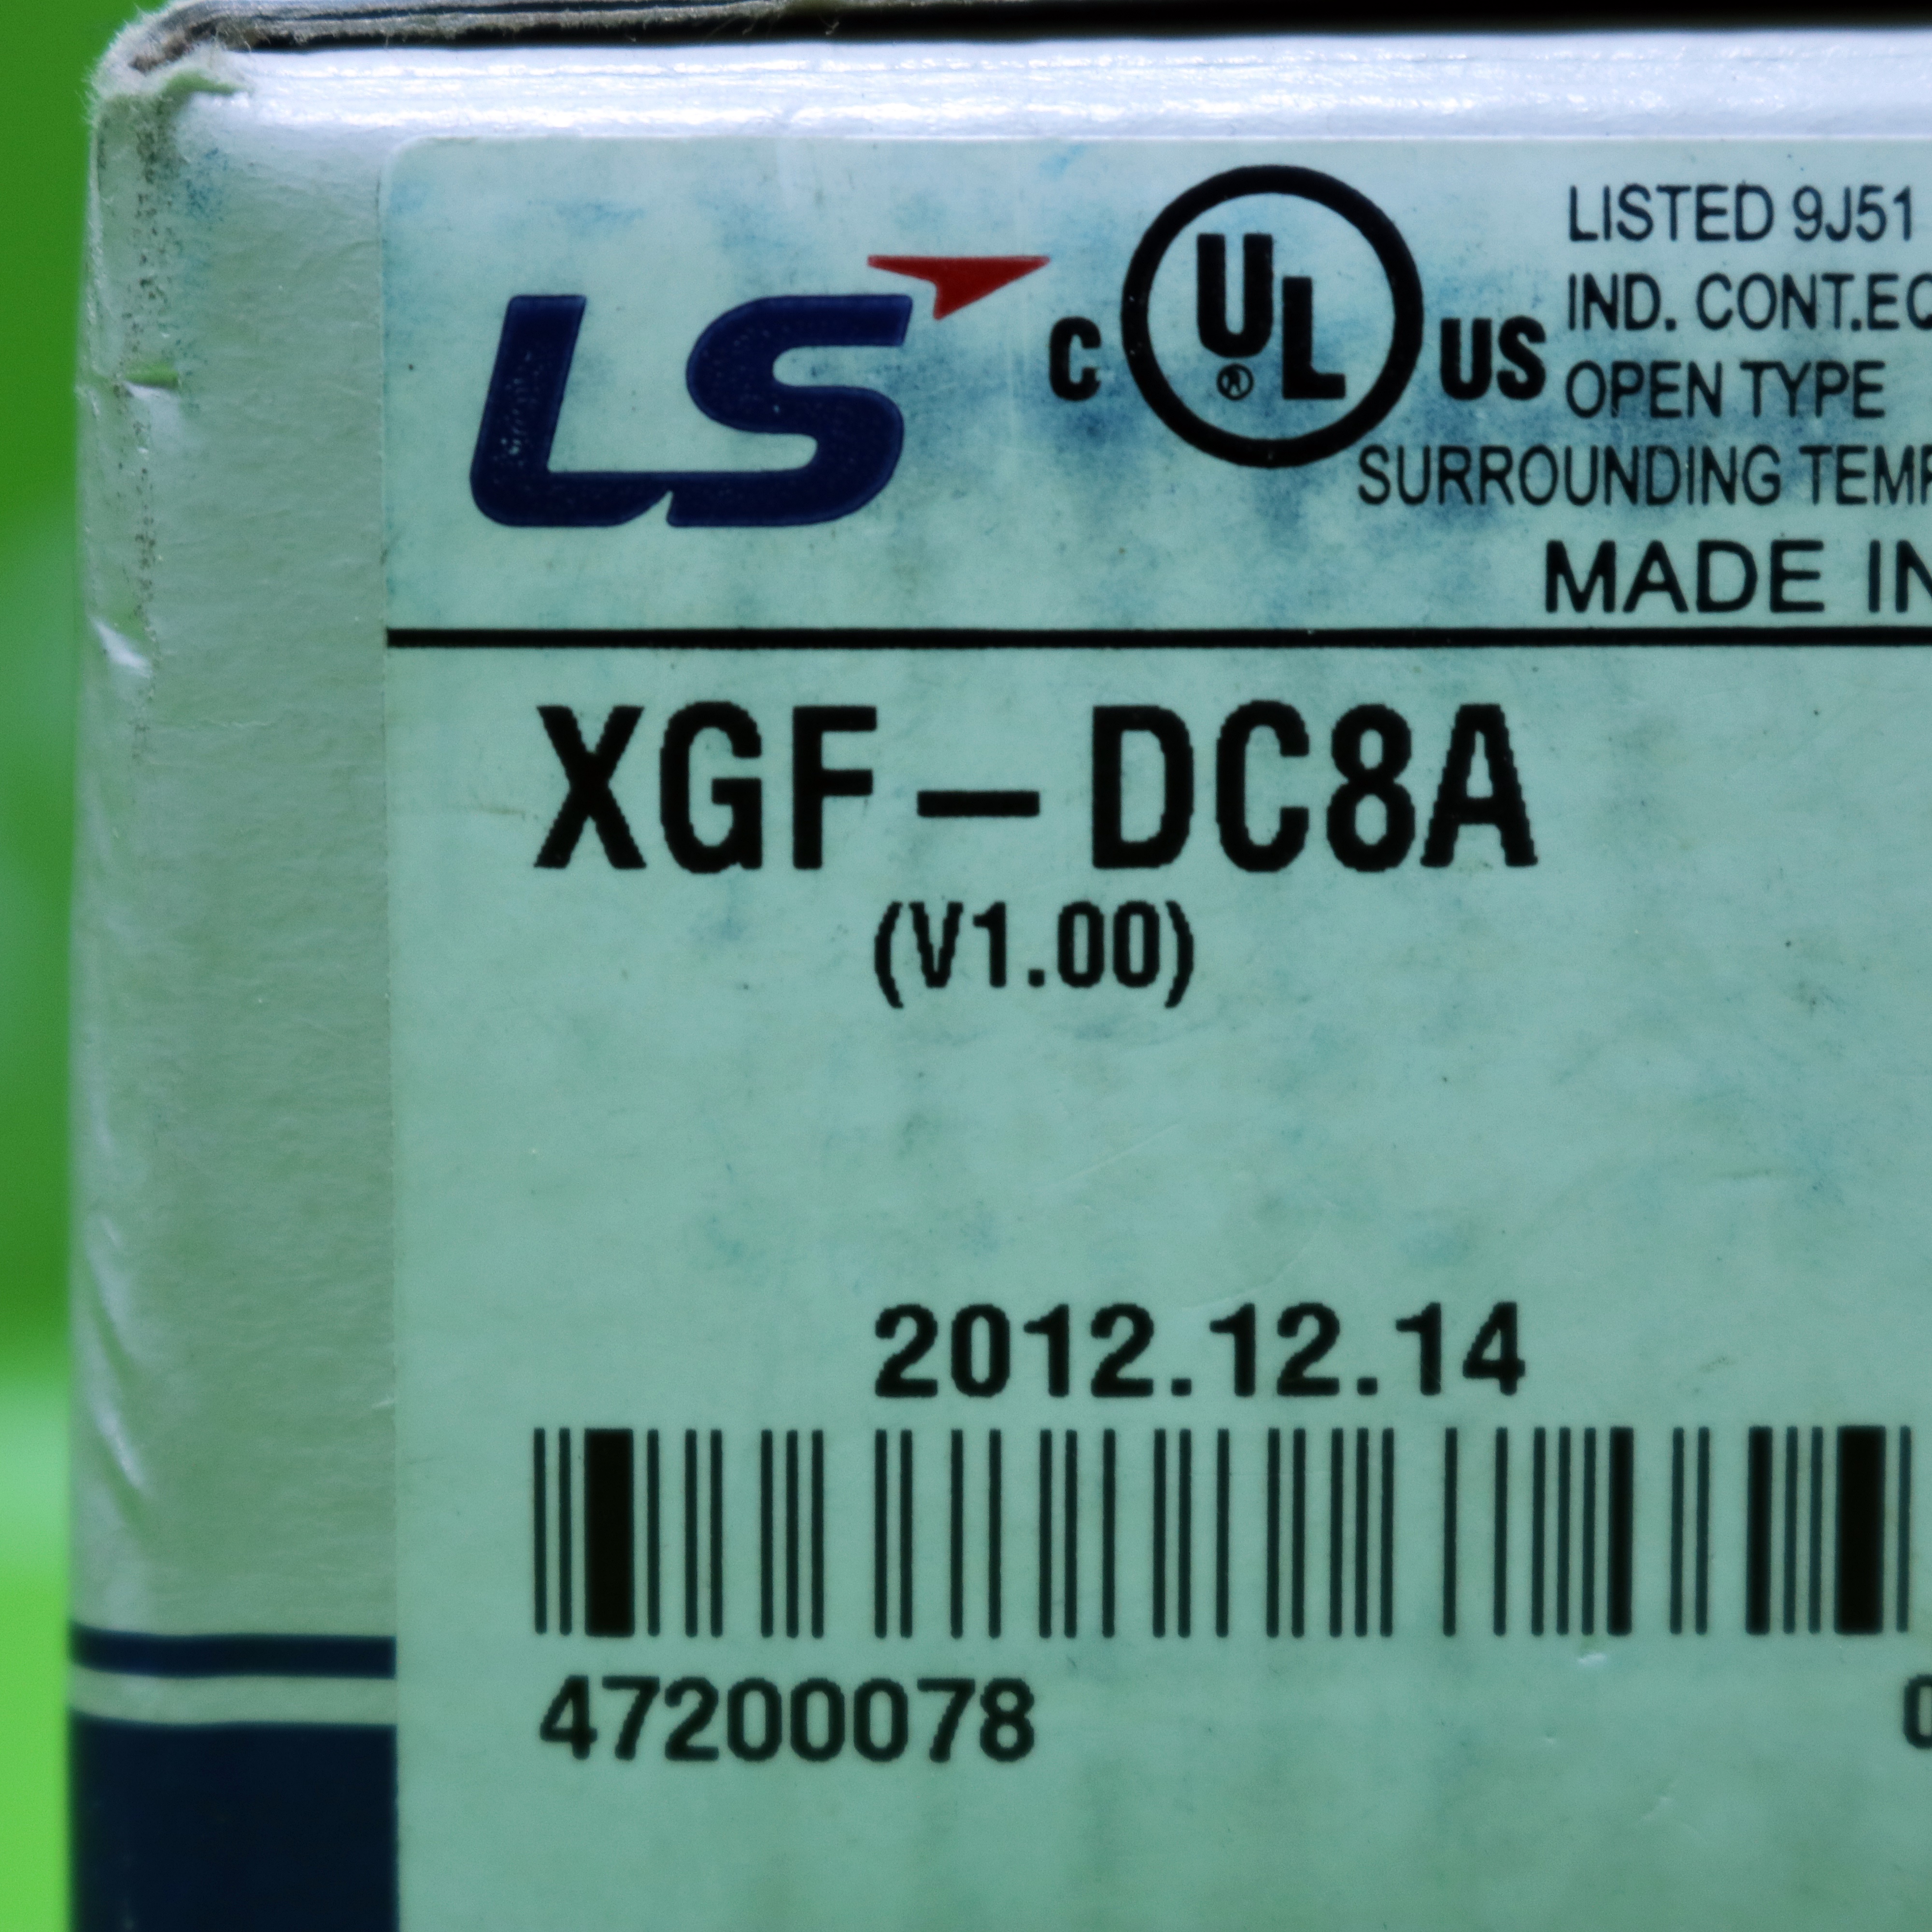 LS
C UL® US
LISTED 9J51
IND. CONT.EQ
OPEN TYPE
SURROUNDING TEMP
MADE IN
XGF-DC8A
(V1.00)
2012.12.14
47200078